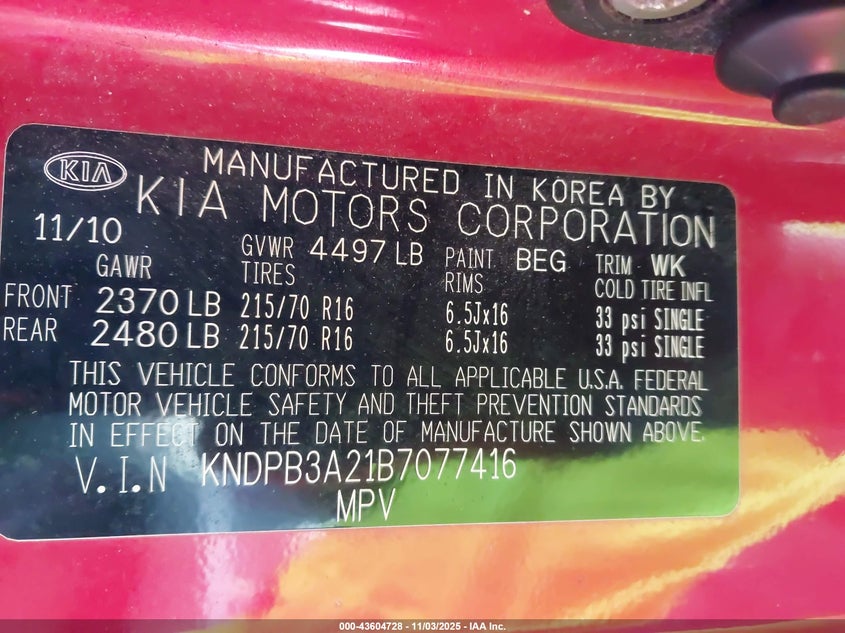 KIA
MANUFACTURED IN KOREA BY
KIA MOTORS CORPORATION
11/10 GVWR 4497 LB PAINT BEG TRIM WK
GAWR TIRES RIMS COLD TIRE INFL
FRONT 2370 LB 215/70 R16 6.5Jx16 33 psi SINGLE
REAR 2480 LB 215/70 R16 6.5Jx16 33 psi SINGLE
THIS VEHICLE CONFORMS TO ALL APPLICABLE U.S.A. FEDERAL
MOTOR VEHICLE SAFETY AND THEFT PREVENTION STANDARDS
IN EFFECT ON THE DATE OF MANUFACTURE SHOWN ABOVE.
V.I.N KNDPB3A21B7077416
MPV
000-43604728 - 11/03/2025 - IAA Inc.